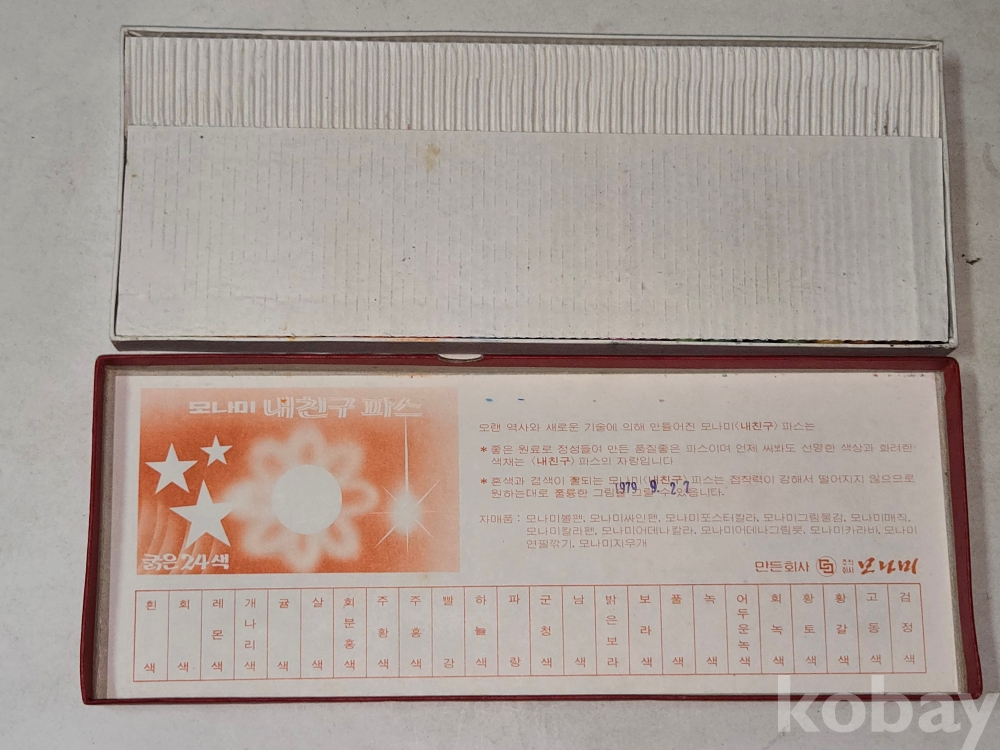 모나미 내친구 파스
굵은 24색
오랜 역사와 새로운 기술에 의해 만들어진 모나미〈내친구〉 파스는
* 좋은 원료로 정성들여 만든 품질좋은 파스이며 언제 써봐도 선명한 색상과 화려한
색채는 〈내친구〉 파스의 자랑입니다
* 혼색과 겹색이 잘되는 모나미〈내친구〉 파스는 접착력이 강해서 떨어지지 않으므로
원하는대로 훌륭한 그림을 그릴 수 있읍니다.
1979. 9. 27
자매품 : 모나미볼펜, 모나미싸인펜, 모나미포스터칼라, 모나미그림물감, 모나미매직,
모나미칼라펜, 모나미어데나칼라, 모나미어데나그림붓, 모나미카라비, 모나미
연필깎기, 모나미지우개
만든회사 주식회사 모나미
흰색 회색 레몬색 개나리색 귤색 살색 회분홍색 주황색 주홍색 빨강 하늘색 파랑 군청색 남색 밝은보라 보라색 풀색 녹색 어두운녹색 회녹색 황토색 황갈색 고동색 검정색
kobay